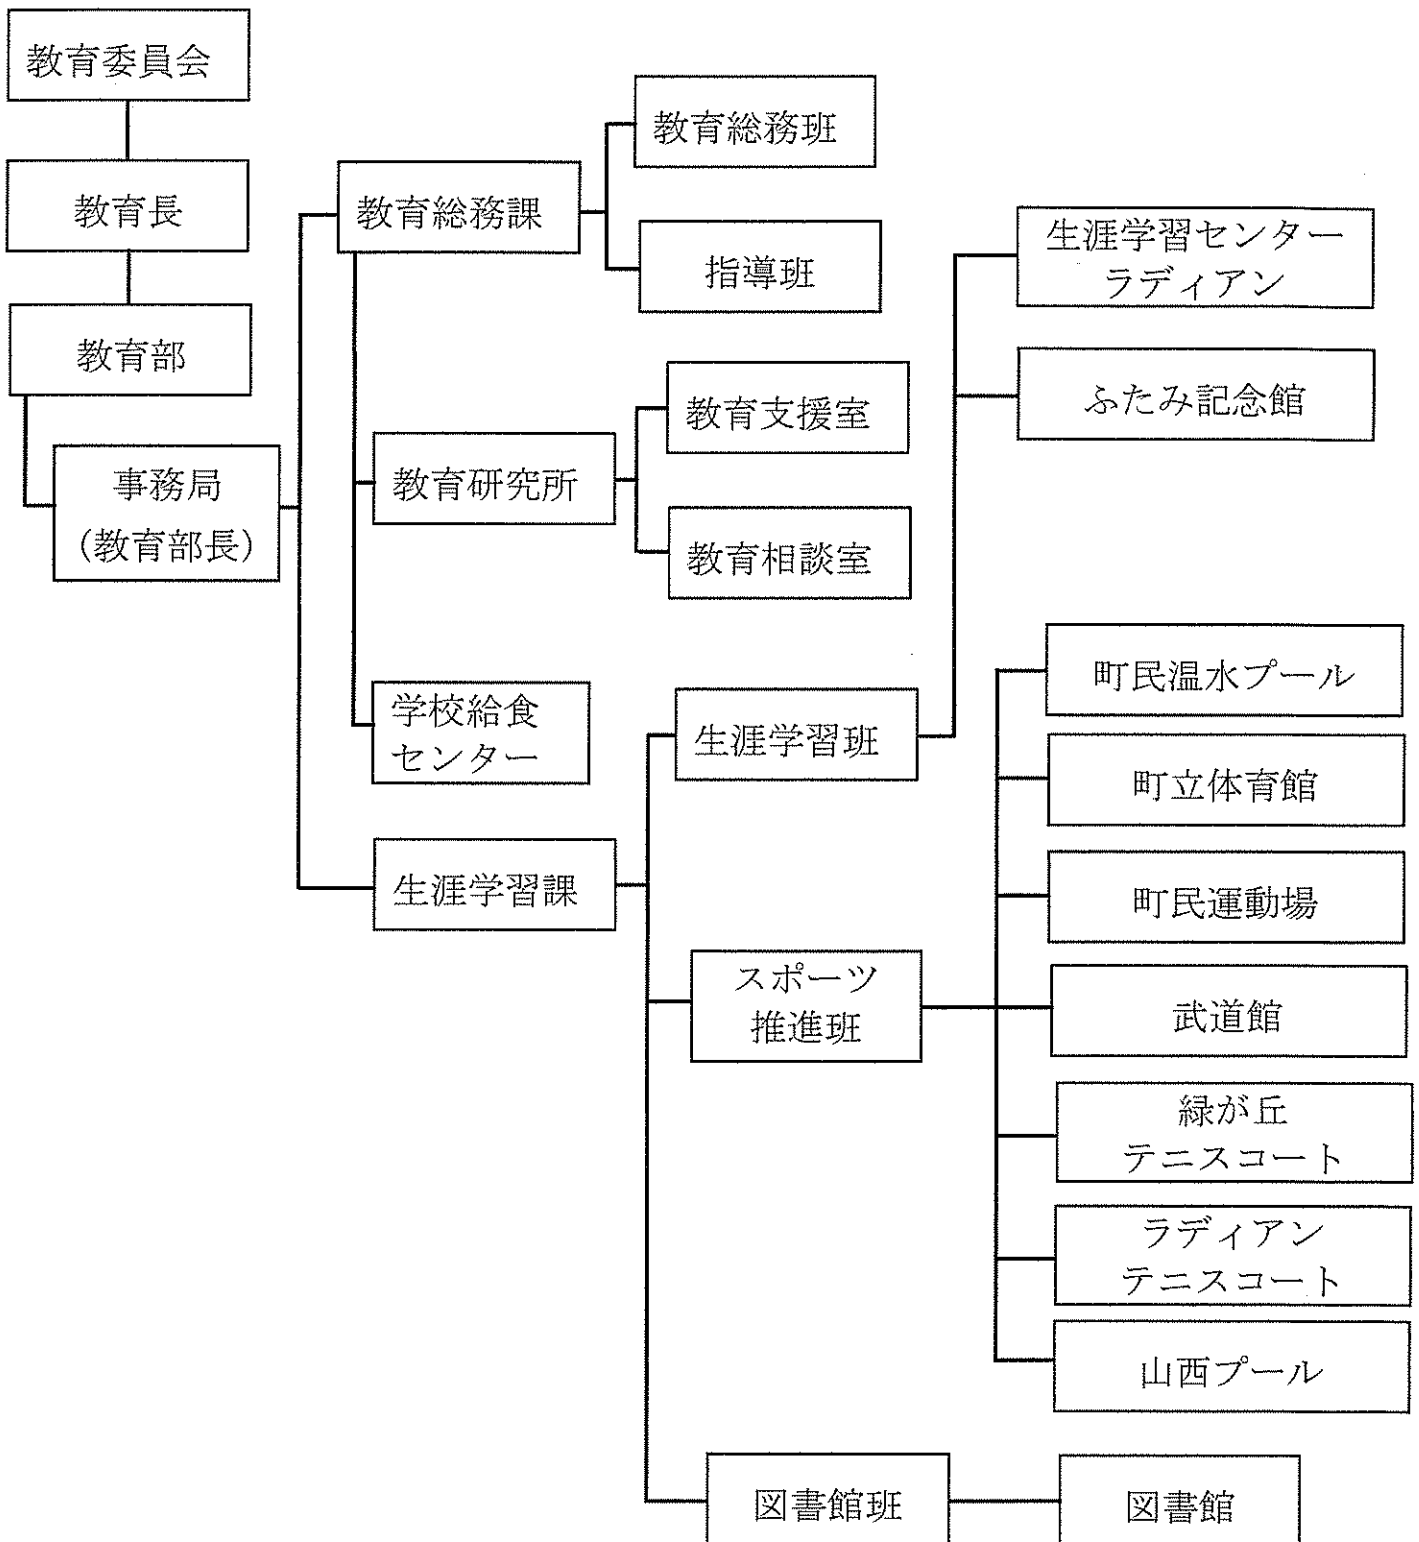 教育委員会
教育長
教育部
事務局
（教育部長）
教育総務課
教育総務班
指導班
教育研究所
教育支援室
教育相談室
学校給食
センター
生涯学習課
生涯学習班
生涯学習センター
ラディアン
ふたみ記念館
スポーツ
推進班
町民温水プール
町立体育館
町民運動場
武道館
緑が丘
テニスコート
ラディアン
テニスコート
山西プール
図書館班
図書館